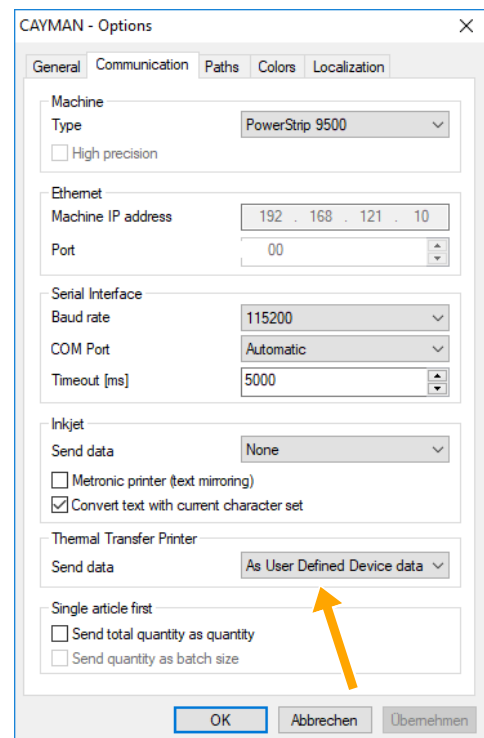 CAYMAN - Options
General Communication Paths Colors Localization
Machine
Type PowerStrip 9500
High precision
Ethernet
Machine IP address 192 . 168 . 121 . 10
Port 00
Serial Interface
Baud rate 115200
COM Port Automatic
Timeout [ms] 5000
Inkjet
Send data None
Metronic printer (text mirroring)
Convert text with current character set
Thermal Transfer Printer
Send data As User Defined Device data
Single article first
Send total quantity as quantity
Send quantity as batch size
OK Abbrechen Übernehmen